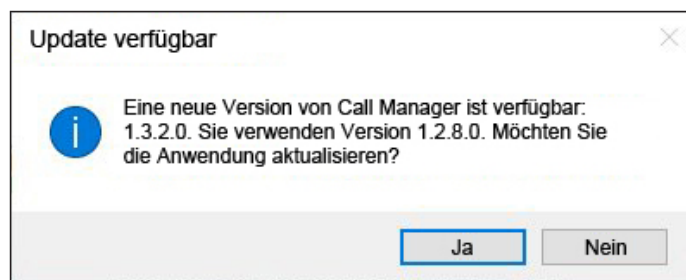 Update verfügbar
Eine neue Version von Call Manager ist verfügbar:
1.3.2.0. Sie verwenden Version 1.2.8.0. Möchten Sie
die Anwendung aktualisieren?
Ja
Nein